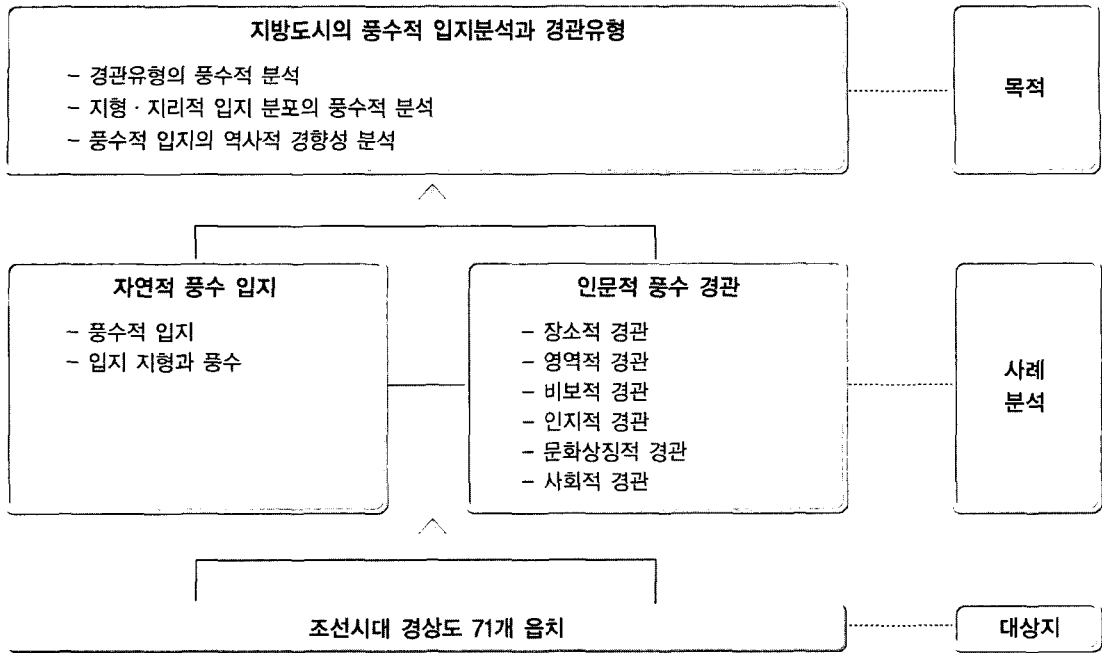 지방도시의 풍수적 입지분석과 경관유형
– 경관유형의 풍수적 분석
– 지형 · 지리적 입지 분포의 풍수적 분석
– 풍수적 입지의 역사적 경향성 분석
목적
자연적 풍수 입지
– 풍수적 입지
– 입지 지형과 풍수
인문적 풍수 경관
– 장소적 경관
– 영역적 경관
– 비보적 경관
– 인지적 경관
– 문화상징적 경관
– 사회적 경관
사례
분석
조선시대 경상도 71개 읍치
대상지